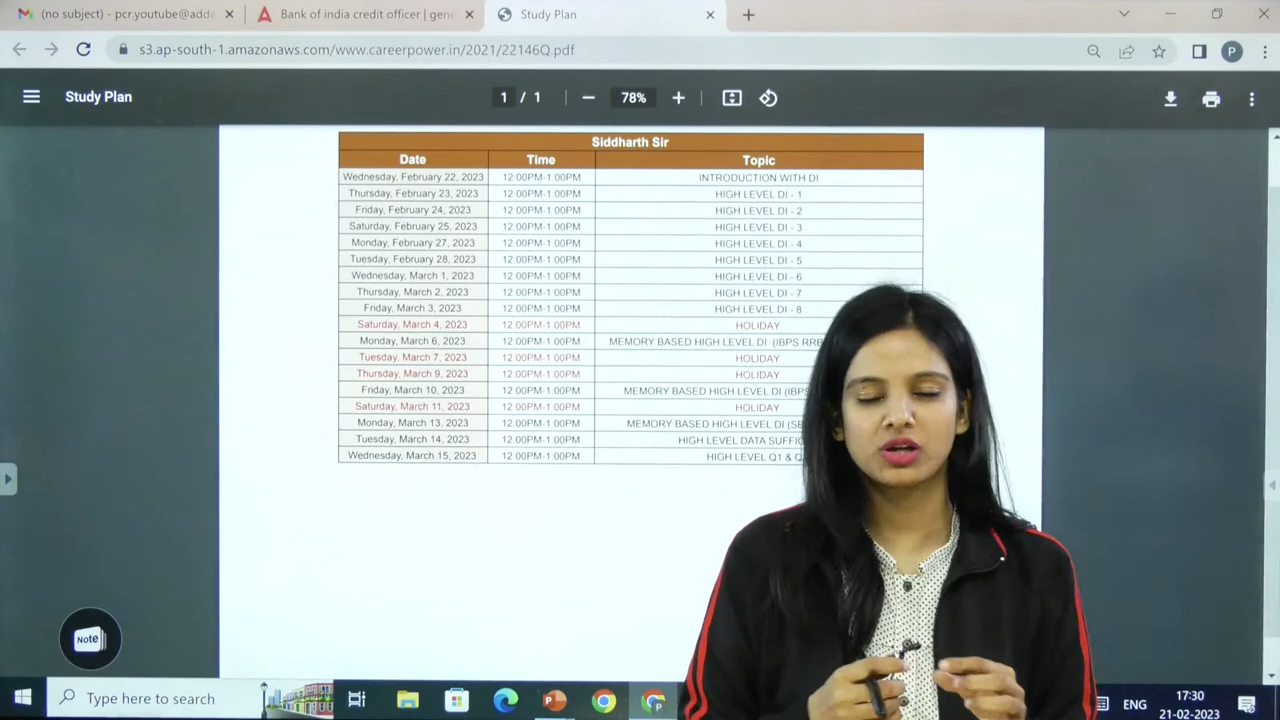 (no subject) - pcr.youtube@adda
Bank of india credit officer | gene
Study Plan
s3.ap-south-1.amazonaws.com/www.careerpower.in/2021/22146Q.pdf
P
Study Plan
1 / 1
78%
Siddharth Sir
Date Time Topic
Wednesday, February 22, 2023 12:00PM-1:00PM INTRODUCTION WITH DI
Thursday, February 23, 2023 12:00PM-1:00PM HIGH LEVEL DI - 1
Friday, February 24, 2023 12:00PM-1:00PM HIGH LEVEL DI - 2
Saturday, February 25, 2023 12:00PM-1:00PM HIGH LEVEL DI - 3
Monday, February 27, 2023 12:00PM-1:00PM HIGH LEVEL DI - 4
Tuesday, February 28, 2023 12:00PM-1:00PM HIGH LEVEL DI - 5
Wednesday, March 1, 2023 12:00PM-1:00PM HIGH LEVEL DI - 6
Thursday, March 2, 2023 12:00PM-1:00PM HIGH LEVEL DI - 7
Friday, March 3, 2023 12:00PM-1:00PM HIGH LEVEL DI - 8
Saturday, March 4, 2023 12:00PM-1:00PM HOLIDAY
Monday, March 6, 2023 12:00PM-1:00PM MEMORY BASED HIGH LEVEL DI (IBPS RRB
Tuesday, March 7, 2023 12:00PM-1:00PM HOLIDAY
Thursday, March 9, 2023 12:00PM-1:00PM HOLIDAY
Friday, March 10, 2023 12:00PM-1:00PM MEMORY BASED HIGH LEVEL DI (IBPS
Saturday, March 11, 2023 12:00PM-1:00PM HOLIDAY
Monday, March 13, 2023 12:00PM-1:00PM MEMORY BASED HIGH LEVEL DI
Tuesday, March 14, 2023 12:00PM-1:00PM HIGH LEVEL DATA
Wednesday, March 15, 2023 12:00PM-1:00PM HIGH LEVEL Q1 &
Note
Type here to search
ENG
17:30
21-02-2023